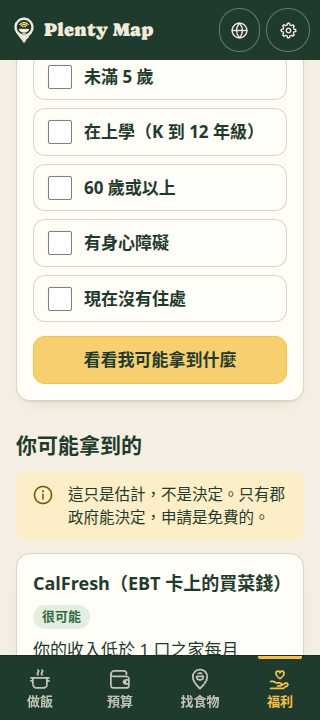 Plenty Map
未滿 5 歲
在上學（K 到 12 年級）
60 歲或以上
有身心障礙
現在沒有住處
看看我可能拿到什麼
你可能拿到的
這只是估計，不是決定。只有郡
政府能決定，申請是免費的。
CalFresh（EBT 卡上的買菜錢）
很可能
你的收入低於 1 口之家每月
做飯
預算
找食物
福利